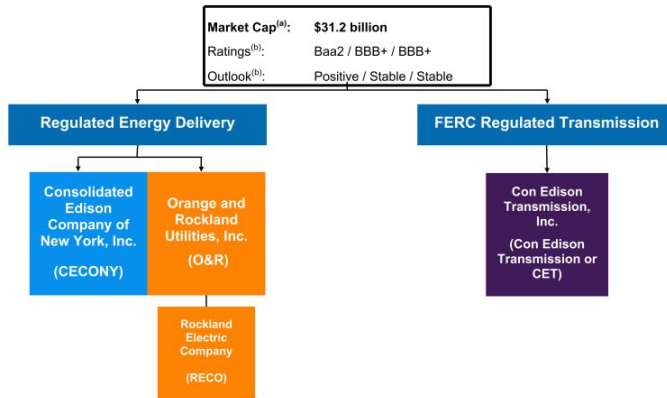 Market Cap(a): $31.2 billion
Ratings(b): Baa2 / BBB+ / BBB+
Outlook(b): Positive / Stable / Stable
Regulated Energy Delivery
FERC Regulated Transmission
Consolidated
Edison
Company of
New York, Inc.
(CECONY)
Orange and
Rockland
Utilities, Inc.
(O&R)
Con Edison
Transmission,
Inc.
(Con Edison
Transmission or
CET)
Rockland
Electric
Company
(RECO)